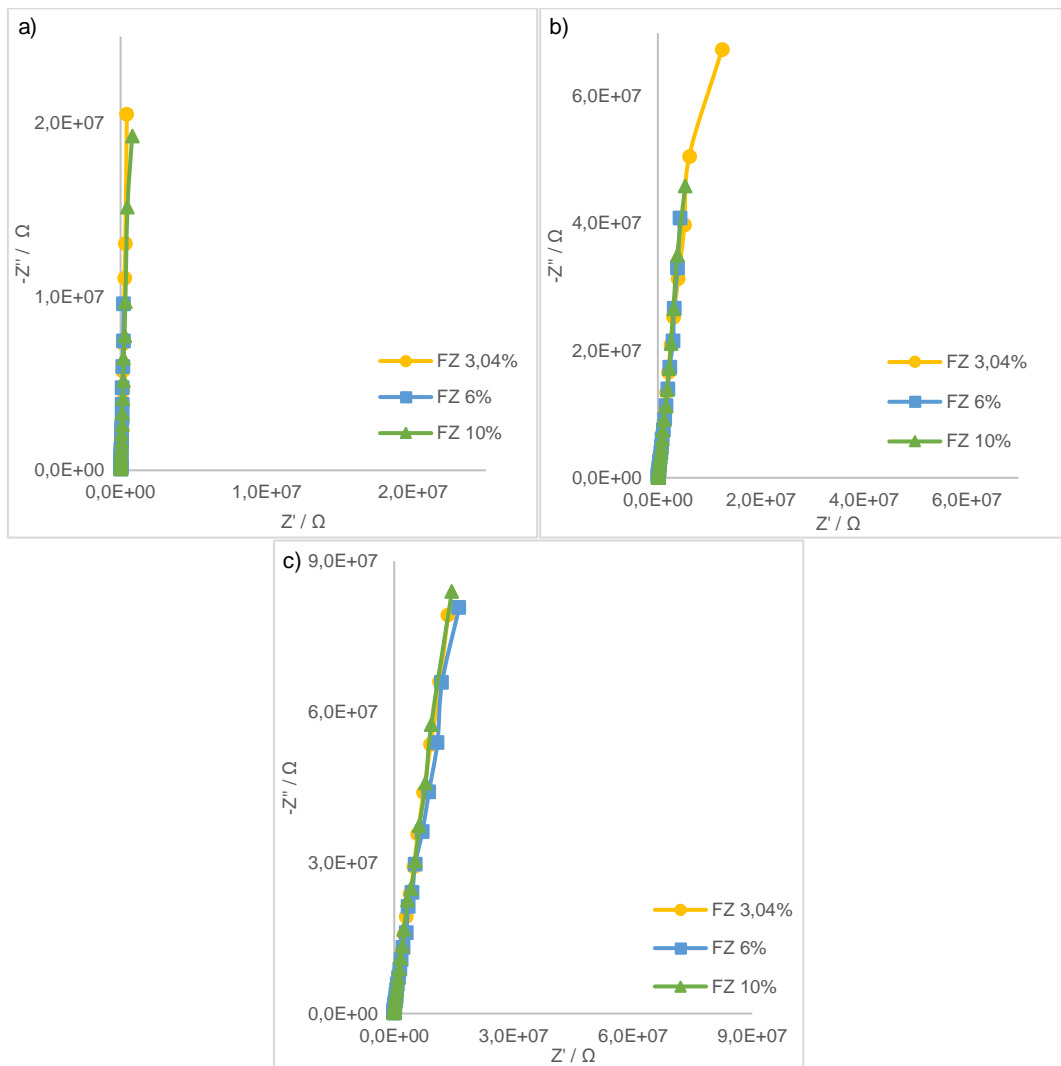 a)
2,0E+07
1,0E+07
0,0E+00
-Z'' / Ω
0,0E+00 1,0E+07 2,0E+07
Z' / Ω
FZ 3,04%
FZ 6%
FZ 10%
b)
6,0E+07
4,0E+07
2,0E+07
0,0E+00
-Z'' / Ω
0,0E+00 2,0E+07 4,0E+07 6,0E+07
Z' / Ω
FZ 3,04%
FZ 6%
FZ 10%
c)
9,0E+07
6,0E+07
3,0E+07
0,0E+00
-Z'' / Ω
0,0E+00 3,0E+07 6,0E+07 9,0E+07
Z' / Ω
FZ 3,04%
FZ 6%
FZ 10%